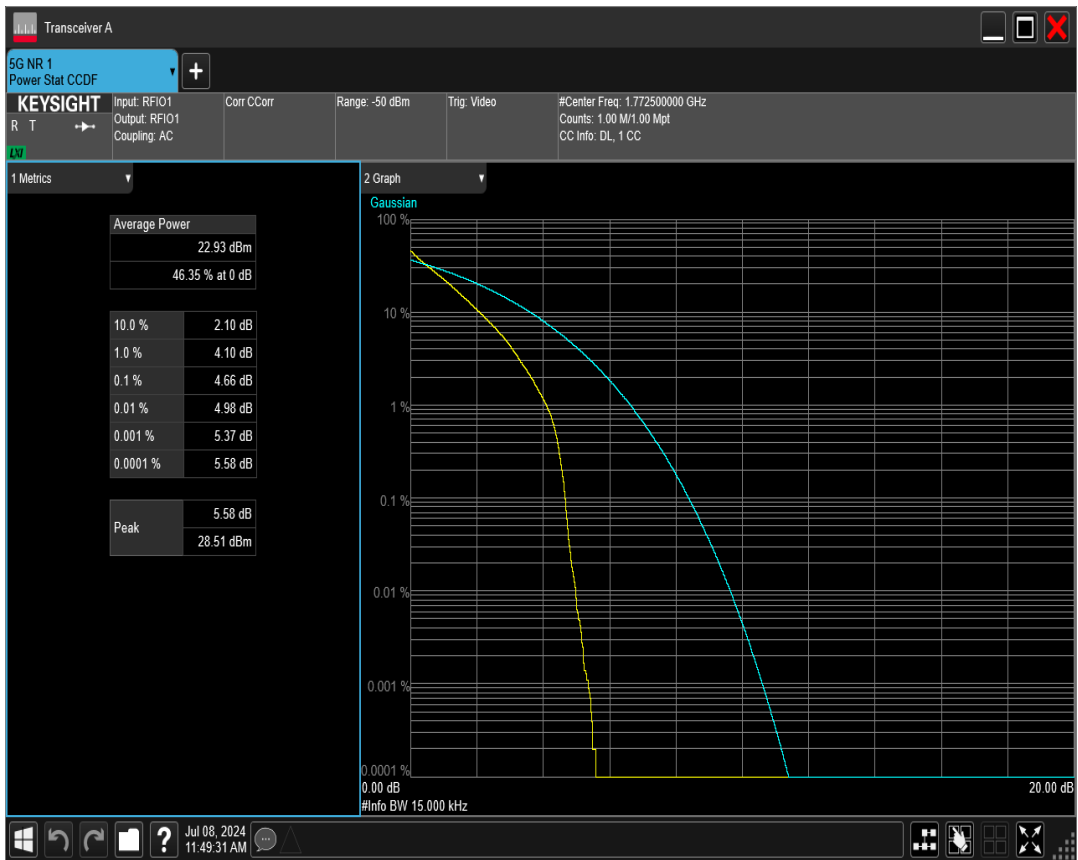 Transceiver A
5G NR 1
Power Stat CCDF
KEYSIGHT
R T
LXI
Input: RFIO1
Output: RFIO1
Coupling: AC
Corr CCorr
Range: -50 dBm
Trig: Video
#Center Freq: 1.772500000 GHz
Counts: 1.00 M/1.00 Mpt
CC Info: DL, 1 CC
1 Metrics
Average Power
22.93 dBm
46.35 % at 0 dB
10.0 % 2.10 dB
1.0 % 4.10 dB
0.1 % 4.66 dB
0.01 % 4.98 dB
0.001 % 5.37 dB
0.0001 % 5.58 dB
Peak
5.58 dB
28.51 dBm
2 Graph
Gaussian
100 %
10 %
1 %
0.1 %
0.01 %
0.001 %
0.0001 %
0.00 dB 20.00 dB
#Info BW 15.000 kHz
?
Jul 08, 2024
11:49:31 AM